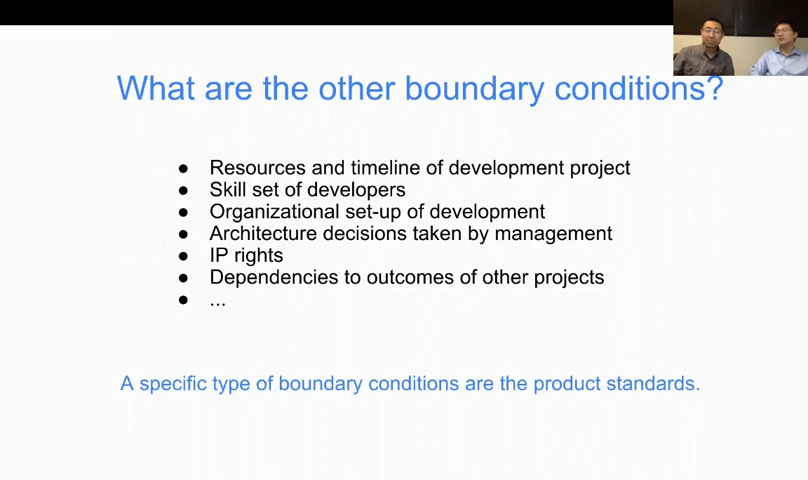 What are the other boundary conditions?
● Resources and timeline of development project
● Skill set of developers
● Organizational set-up of development
● Architecture decisions taken by management
● IP rights
● Dependencies to outcomes of other projects
● ...
A specific type of boundary conditions are the product standards.